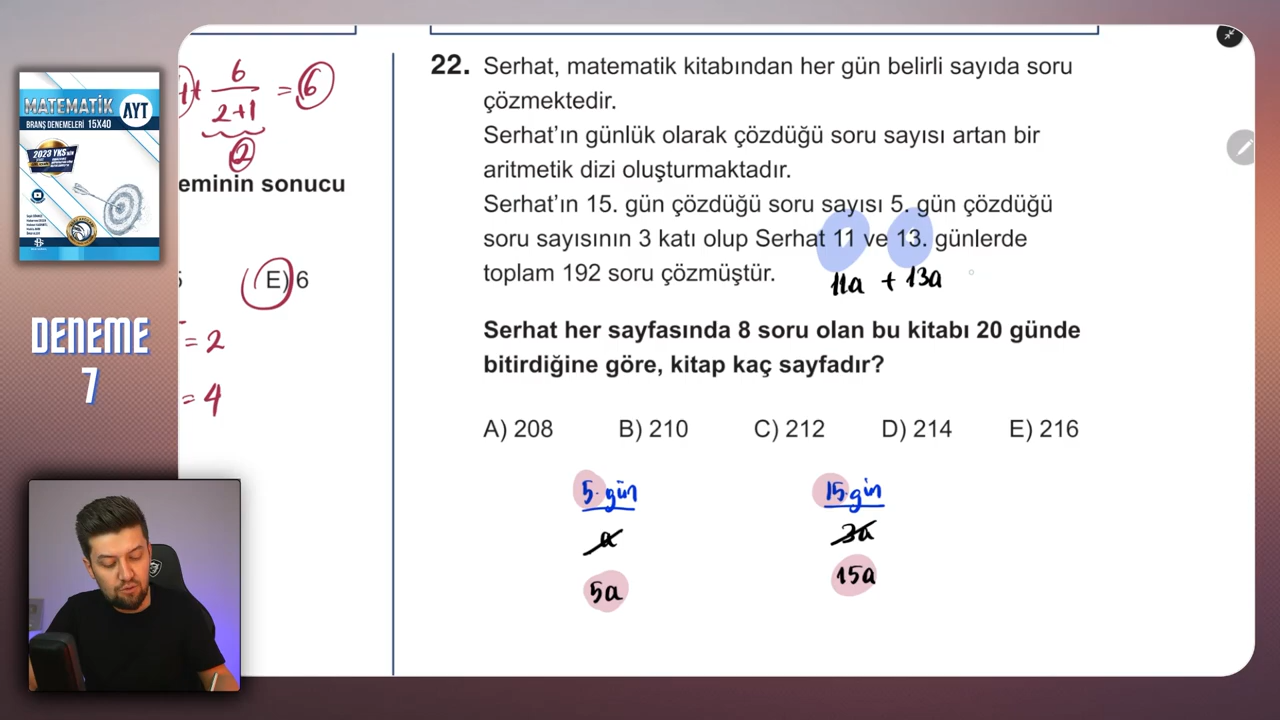 MATEMATİK
AYT
BRANŞ DENEMELERİ 15X40
2023 YKS'NİN
DENEME
7
6
+ — = 6
2+1
2
eminin sonucu
5
E) 6
= 2
= 4
22. Serhat, matematik kitabından her gün belirli sayıda soru
çözmektedir.
Serhat'ın günlük olarak çözdüğü soru sayısı artan bir
aritmetik dizi oluşturmaktadır.
Serhat'ın 15. gün çözdüğü soru sayısı 5. gün çözdüğü
soru sayısının 3 katı olup Serhat 11 ve 13. günlerde
toplam 192 soru çözmüştür.
11a + 13a
Serhat her sayfasında 8 soru olan bu kitabı 20 günde
bitirdiğine göre, kitap kaç sayfadır?
A) 208 B) 210 C) 212 D) 214 E) 216
5. gün 15. gün
a 3a
5a 15a